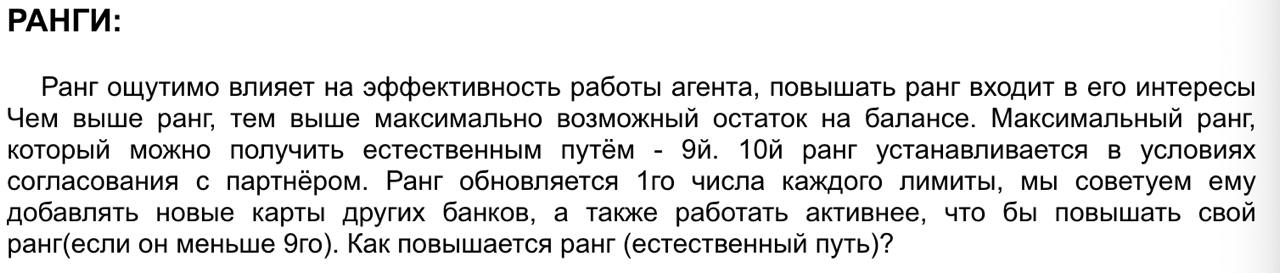 РАНГИ:
Ранг ощутимо влияет на эффективность работы агента, повышать ранг входит в его интересы
Чем выше ранг, тем выше максимально возможный остаток на балансе. Максимальный ранг,
который можно получить естественным путём - 9й. 10й ранг устанавливается в условиях
согласования с партнёром. Ранг обновляется 1го числа каждого лимиты, мы советуем ему
добавлять новые карты других банков, а также работать активнее, что бы повышать свой
ранг(если он меньше 9го). Как повышается ранг (естественный путь)?